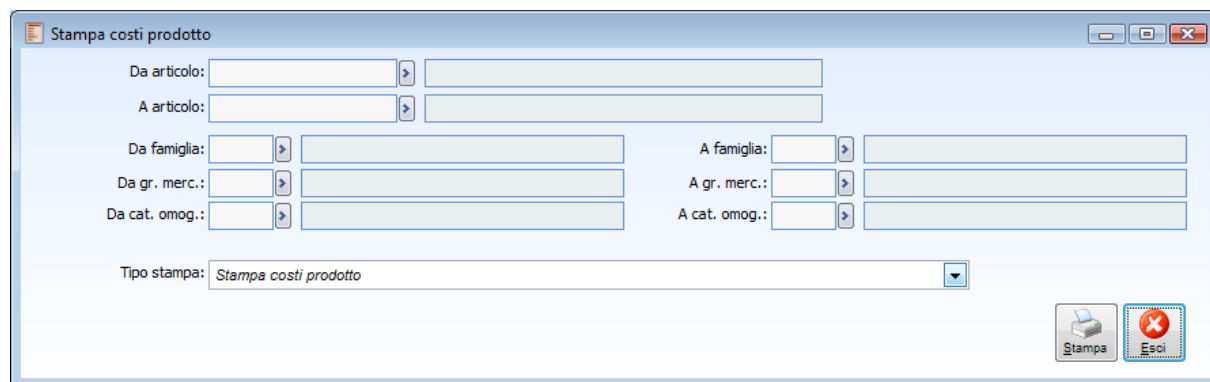 Stampa costi prodotto
Da articolo:
A articolo:
Da famiglia: A famiglia:
Da gr. merc.: A gr. merc.:
Da cat. omog.: A cat. omog.:
Tipo stampa: Stampa costi prodotto
Stampa Esci